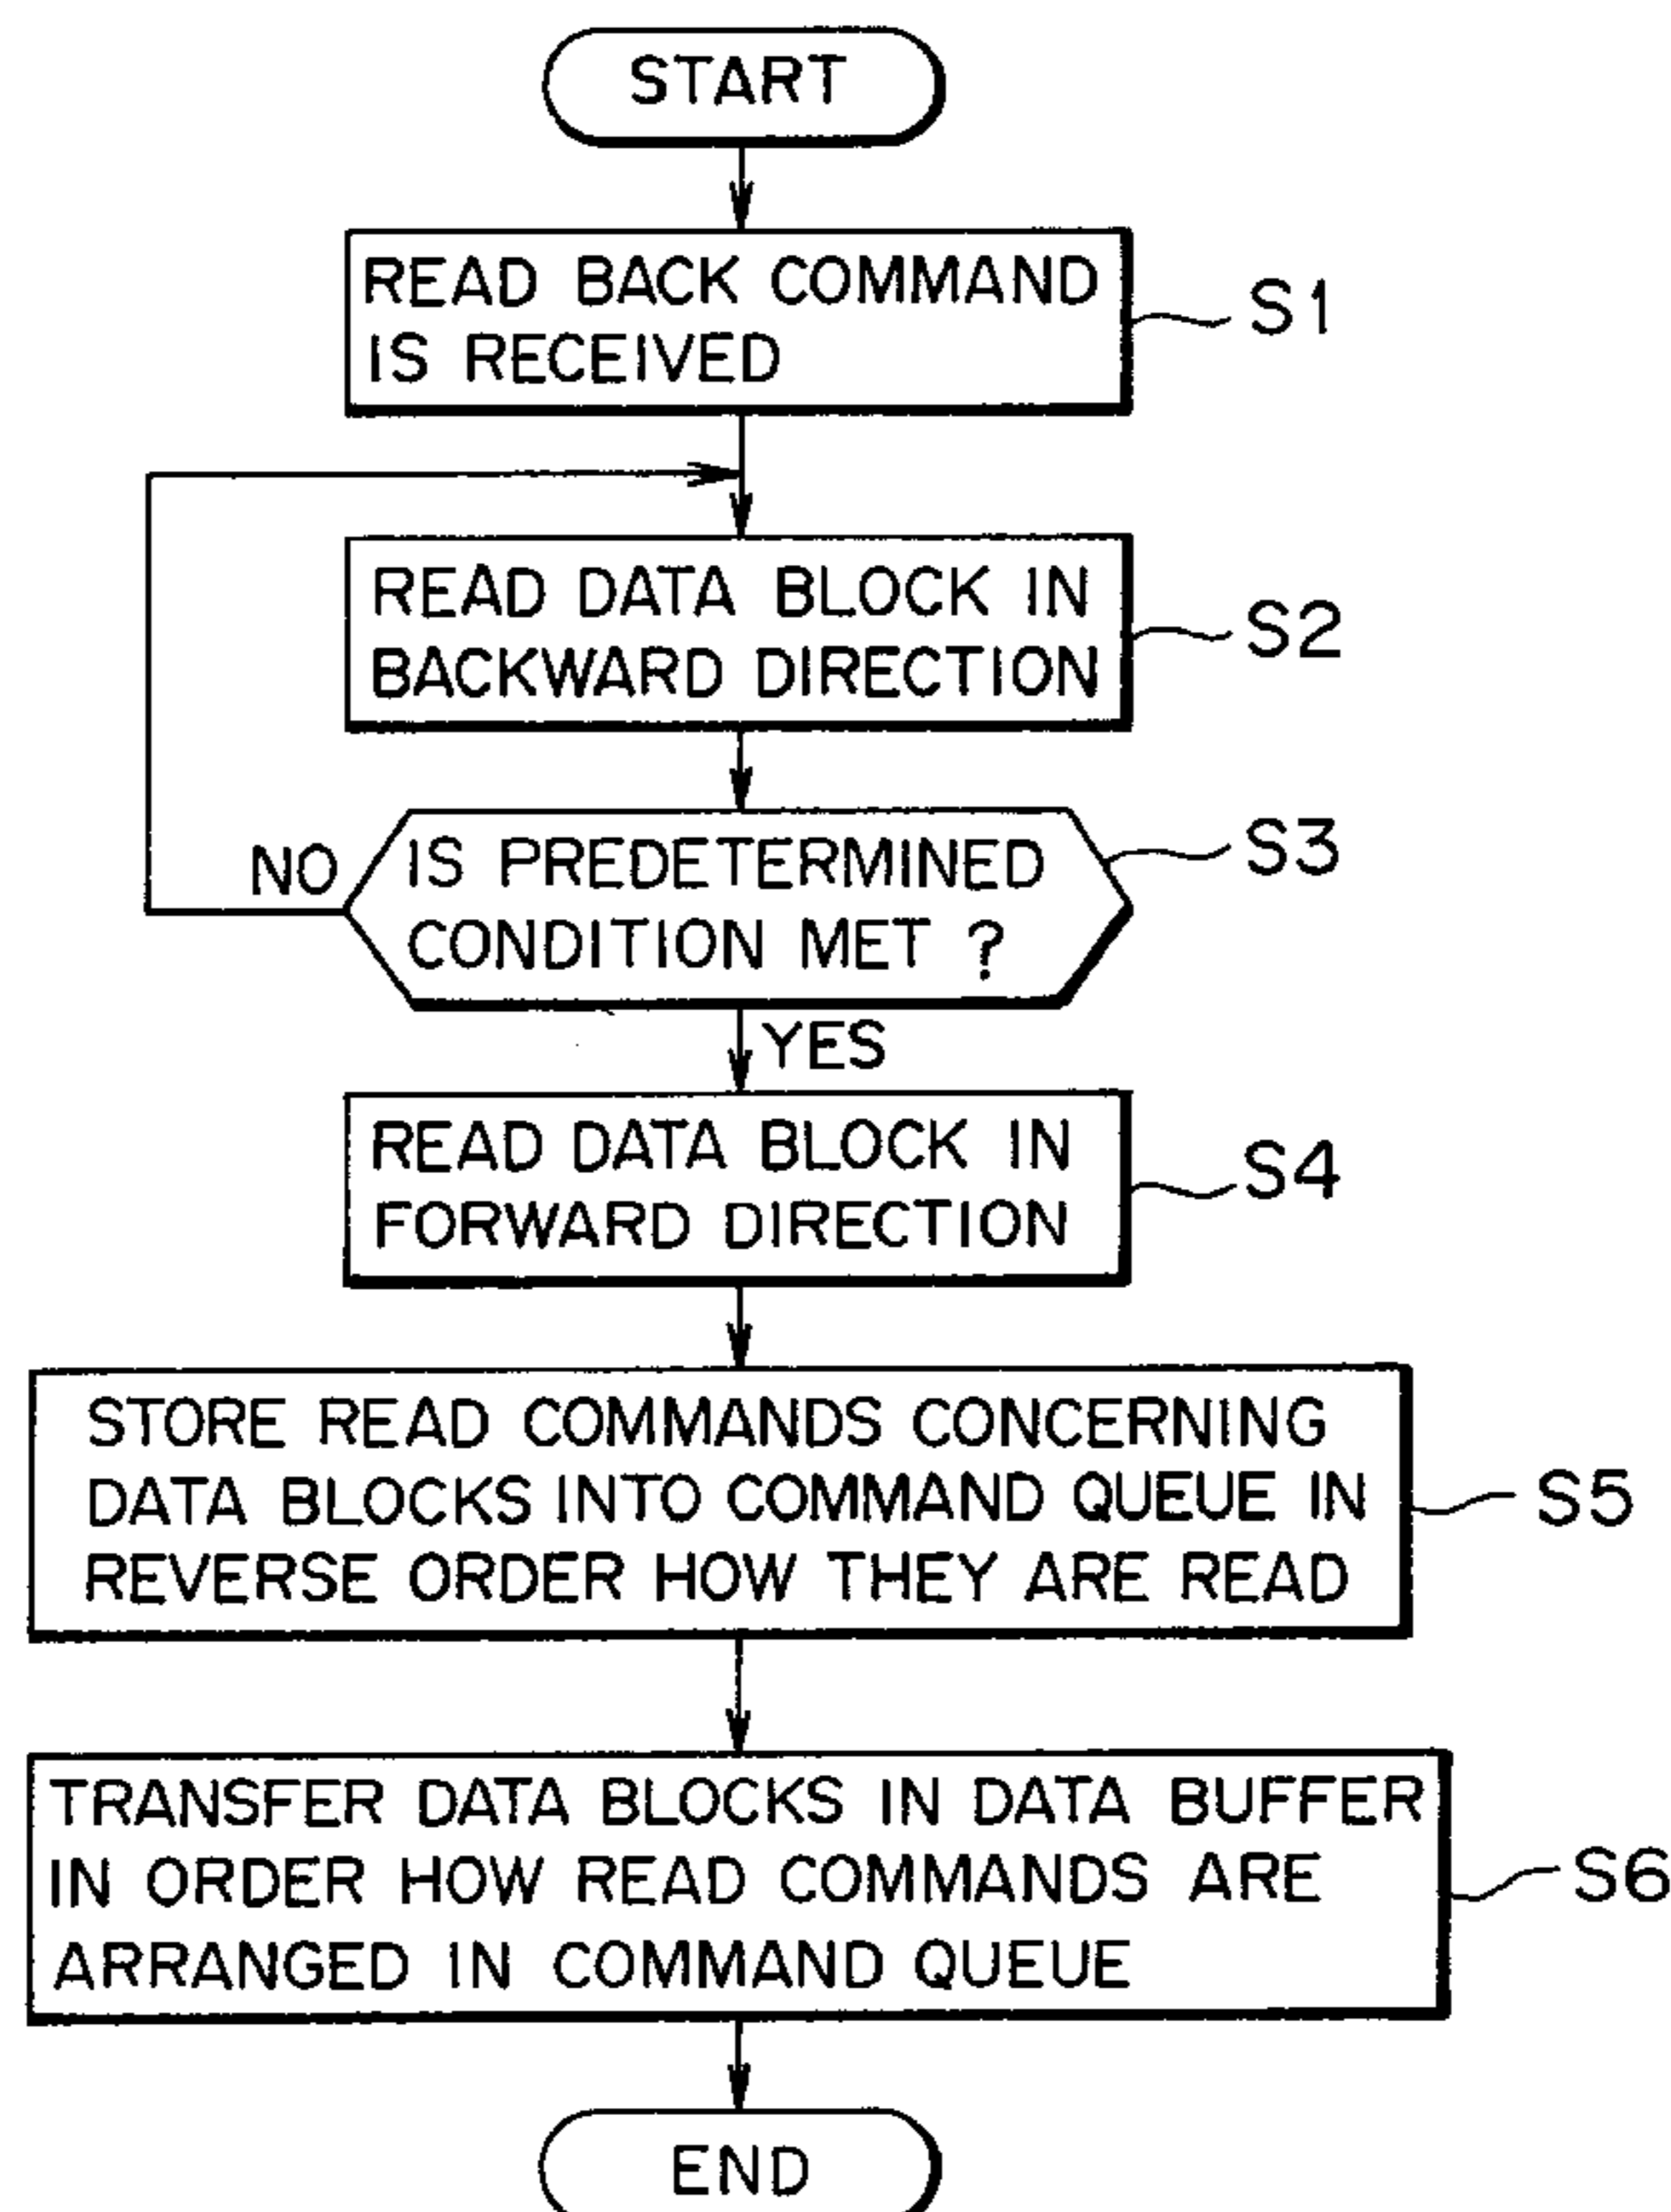 START
READ BACK COMMAND
IS RECEIVED
S1
READ DATA BLOCK IN
BACKWARD DIRECTION
S2
IS PREDETERMINED
CONDITION MET ?
S3
NO
YES
READ DATA BLOCK IN
FORWARD DIRECTION
S4
STORE READ COMMANDS CONCERNING
DATA BLOCKS INTO COMMAND QUEUE IN
REVERSE ORDER HOW THEY ARE READ
S5
TRANSFER DATA BLOCKS IN DATA BUFFER
IN ORDER HOW READ COMMANDS ARE
ARRANGED IN COMMAND QUEUE
S6
END